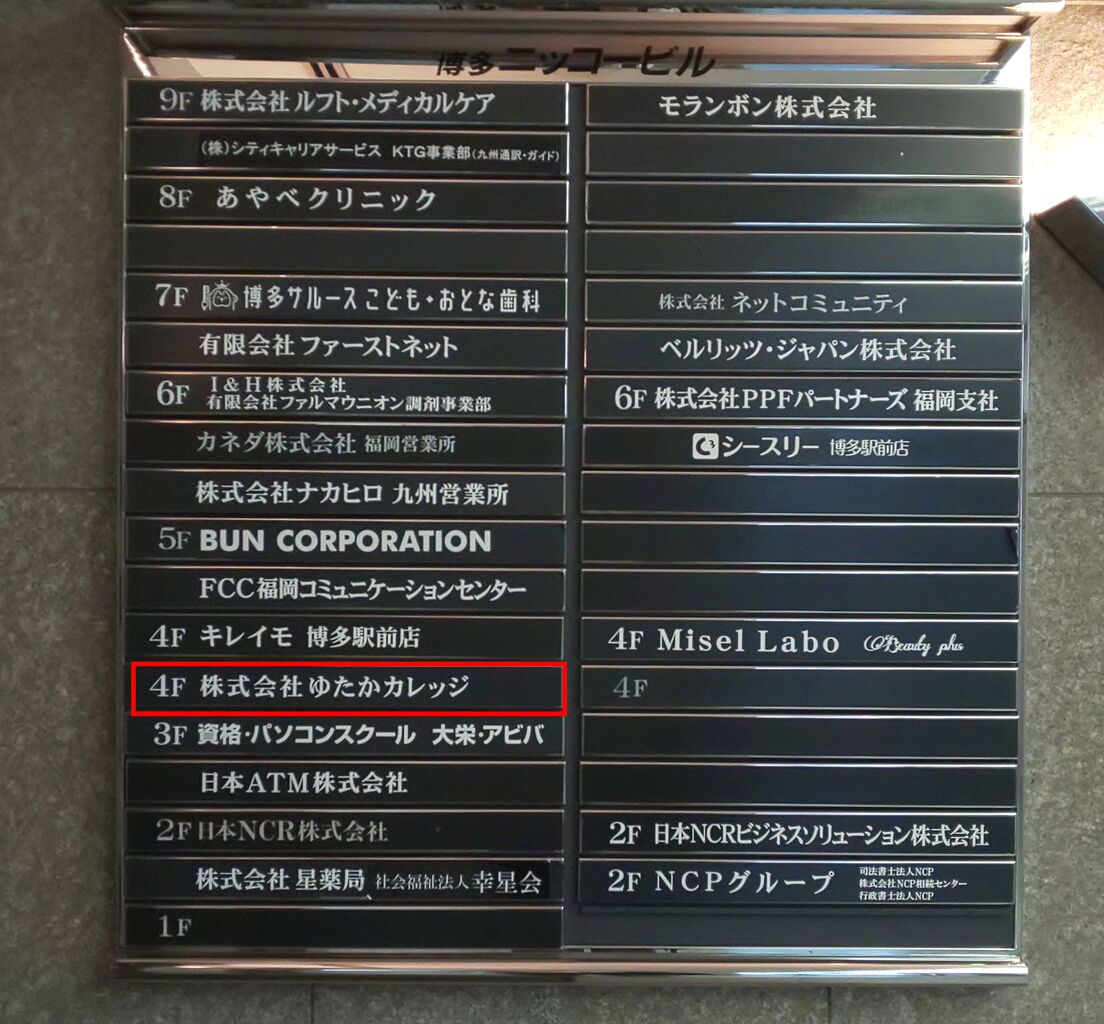 博多 ニッコービル
9F 株式会社 ルフト・メディカルケア
(株)シティキャリアサービス KTG事業部(九州通訳・ガイド)
8F あやべクリニック
7F 博多サルース こども・おとな歯科
有限会社 ファーストネット
6F I&H株式会社
有限会社ファルマウニオン調剤事業部
カネダ株式会社 福岡営業所
株式会社ナカヒロ 九州営業所
5F BUN CORPORATION
FCC福岡コミュニケーションセンター
4F キレイモ 博多駅前店
4F 株式会社 ゆたかカレッジ
3F 資格・パソコンスクール 大栄・アビバ
日本ATM株式会社
2F 日本NCR株式会社
株式会社 星薬局 社会福祉法人 幸星会
1F
モランボン株式会社
株式会社 ネットコミュニティ
ベルリッツ・ジャパン株式会社
6F 株式会社PPFパートナーズ 福岡支社
C3 シースリー 博多駅前店
4F Misel Labo Beauty plus
4F
2F 日本NCRビジネスソリューション株式会社
2F NCPグループ
司法書士法人NCP
株式会社NCP相続センター
行政書士法人NCP